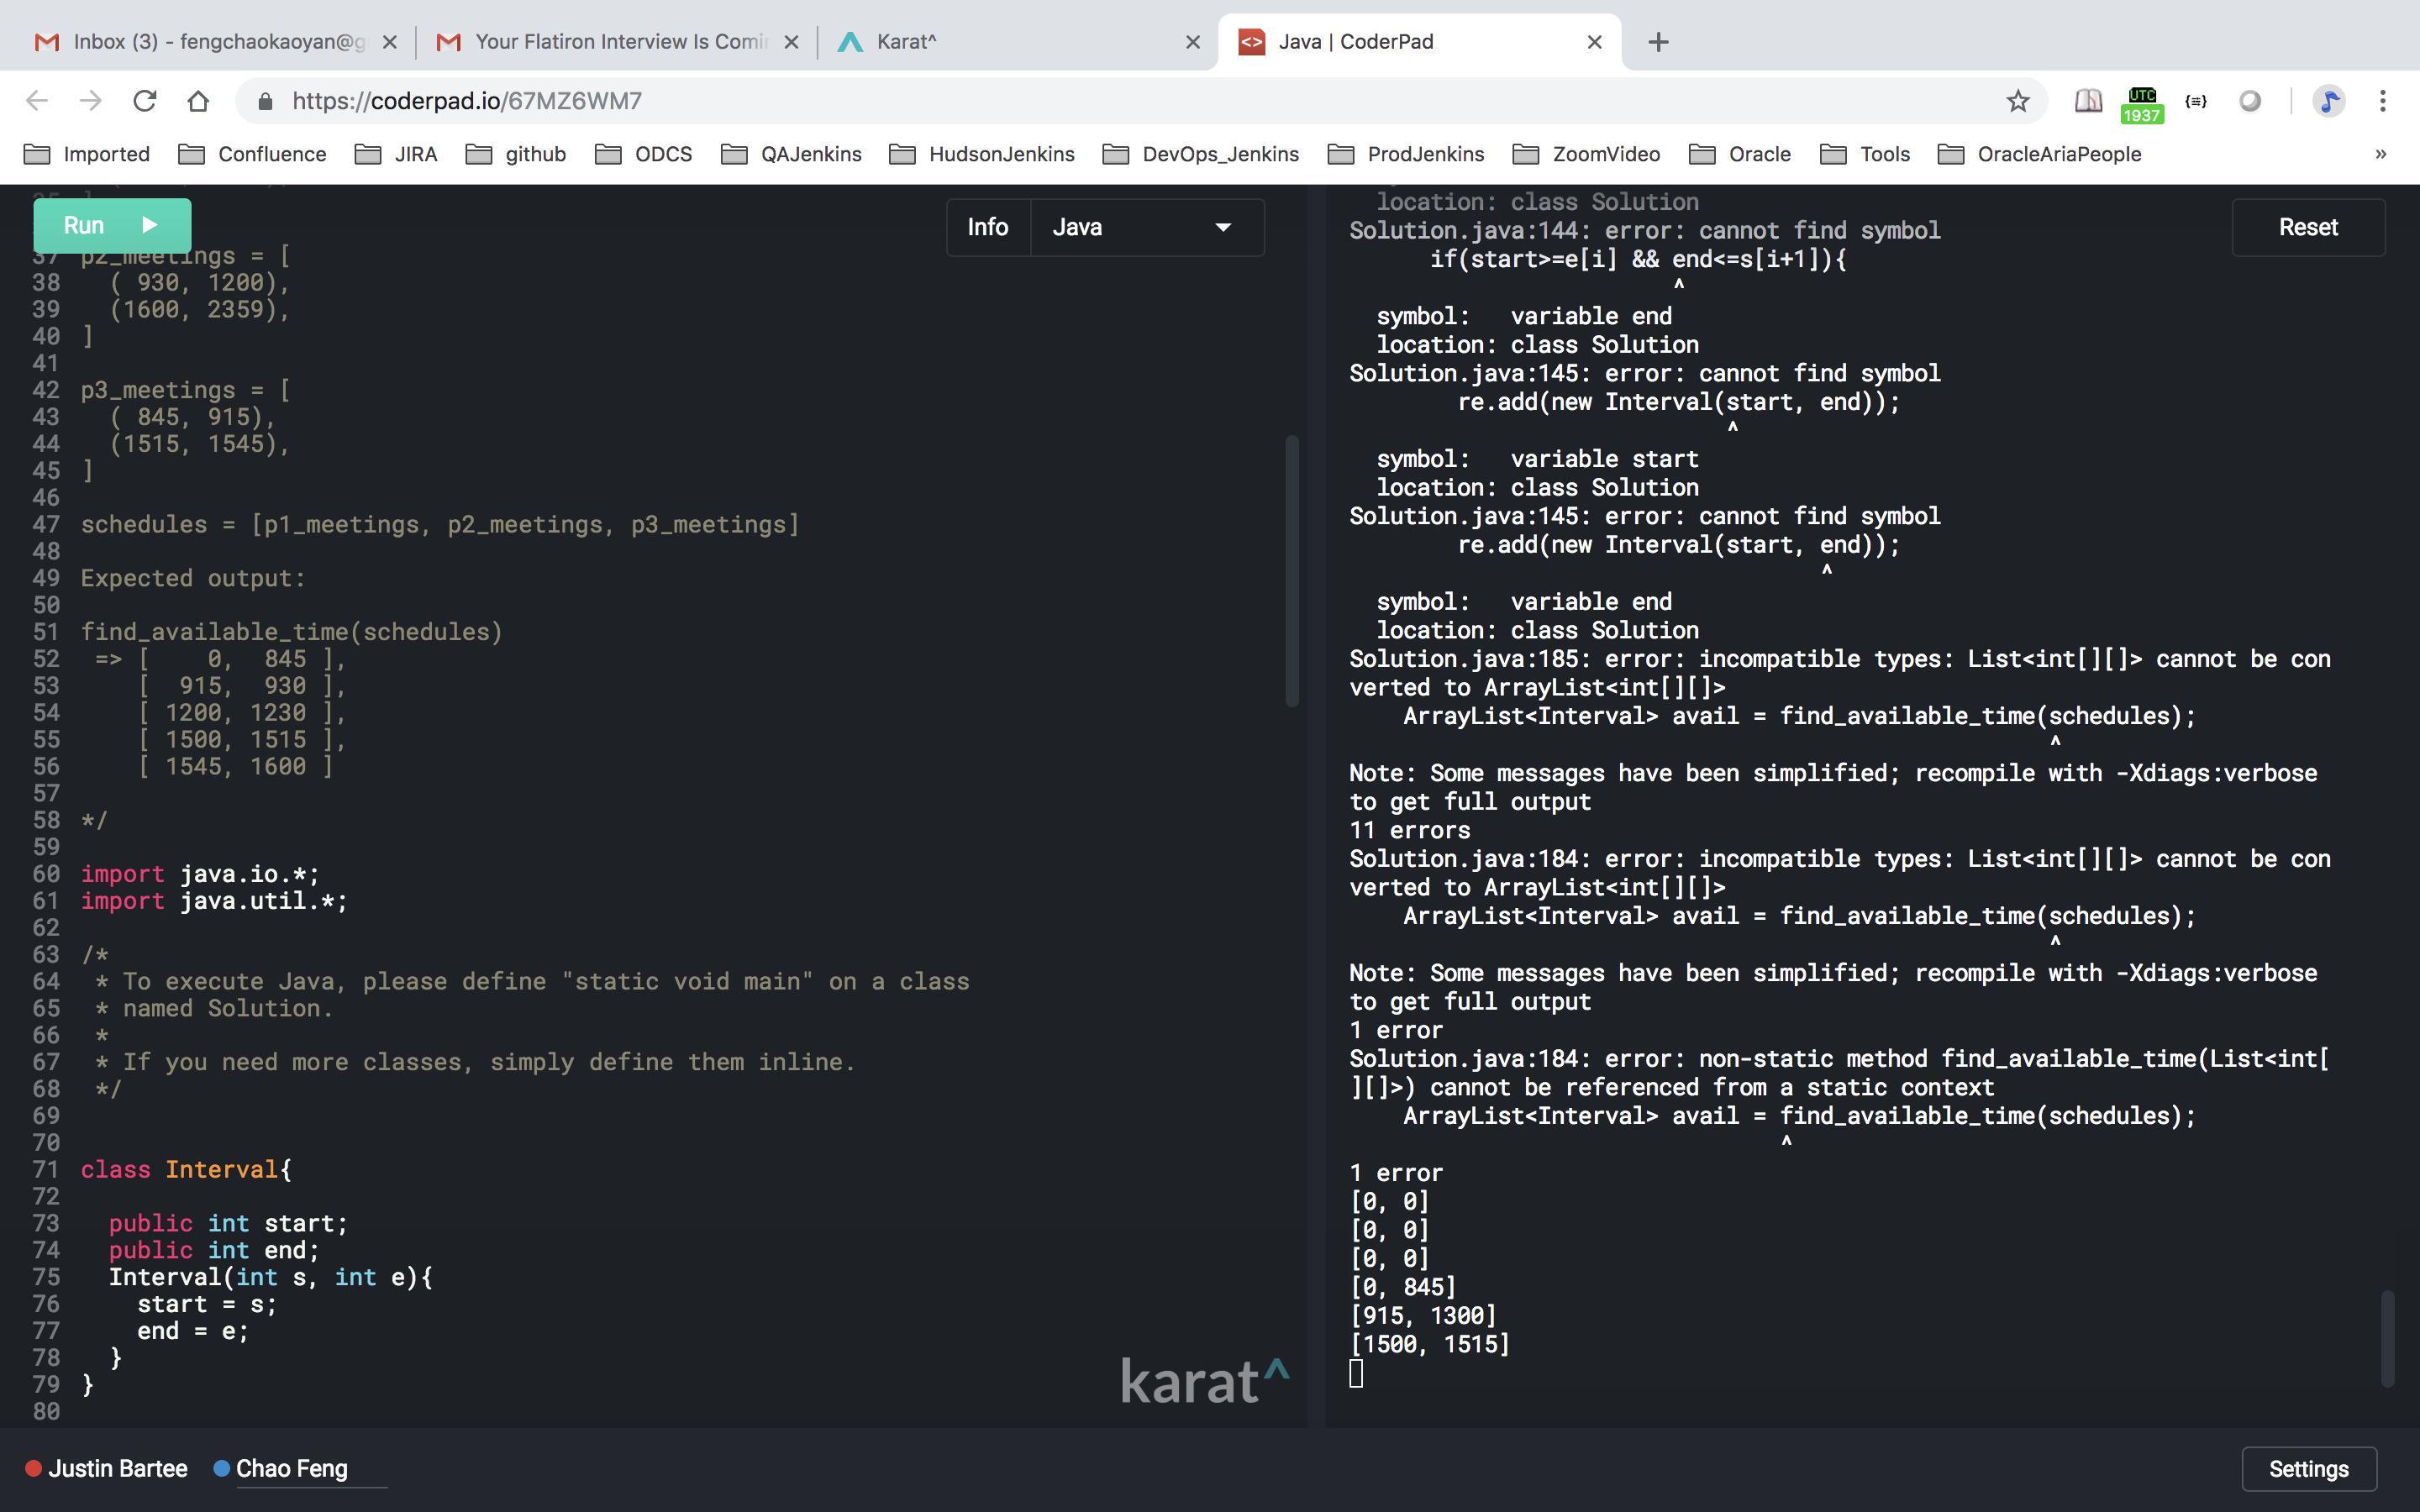 Inbox (3) - fengchaokaoyan@g
Your Flatiron Interview Is Comin
Karat^
Java | CoderPad
https://coderpad.io/67MZ6WM7
UTC
1937
Imported
Confluence
JIRA
github
ODCS
QAJenkins
HudsonJenkins
DevOps_Jenkins
ProdJenkins
ZoomVideo
Oracle
Tools
OracleAriaPeople
»
Run
Info
Java
Reset
37 p2_meetings = [
38   ( 930, 1200),
39   (1600, 2359),
40 ]
41
42 p3_meetings = [
43   ( 845, 915),
44   (1515, 1545),
45 ]
46
47 schedules = [p1_meetings, p2_meetings, p3_meetings]
48
49 Expected output:
50
51 find_available_time(schedules)
52  => [    0,  845 ],
53     [  915,  930 ],
54     [ 1200, 1230 ],
55     [ 1500, 1515 ],
56     [ 1545, 1600 ]
57
58 */
59
60 import java.io.*;
61 import java.util.*;
62
63 /*
64  * To execute Java, please define "static void main" on a class
65  * named Solution.
66  *
67  * If you need more classes, simply define them inline.
68  */
69
70
71 class Interval{
72
73   public int start;
74   public int end;
75   Interval(int s, int e){
76     start = s;
77     end = e;
78   }
79 }
80
karat^
location: class Solution
Solution.java:144: error: cannot find symbol
      if(start>=e[i] && end<=s[i+1]){
                        ^
  symbol:   variable end
  location: class Solution
Solution.java:145: error: cannot find symbol
        re.add(new Interval(start, end));
                            ^
  symbol:   variable start
  location: class Solution
Solution.java:145: error: cannot find symbol
        re.add(new Interval(start, end));
                                   ^
  symbol:   variable end
  location: class Solution
Solution.java:185: error: incompatible types: List<int[][]> cannot be con
verted to ArrayList<int[][]>
    ArrayList<Interval> avail = find_available_time(schedules);
                                                    ^
Note: Some messages have been simplified; recompile with -Xdiags:verbose
to get full output
11 errors
Solution.java:184: error: incompatible types: List<int[][]> cannot be con
verted to ArrayList<int[][]>
    ArrayList<Interval> avail = find_available_time(schedules);
                                                    ^
Note: Some messages have been simplified; recompile with -Xdiags:verbose
to get full output
1 error
Solution.java:184: error: non-static method find_available_time(List<int[
][]>) cannot be referenced from a static context
    ArrayList<Interval> avail = find_available_time(schedules);
                                ^
1 error
[0, 0]
[0, 0]
[0, 0]
[0, 845]
[915, 1300]
[1500, 1515]
Justin Bartee
Chao Feng
Settings